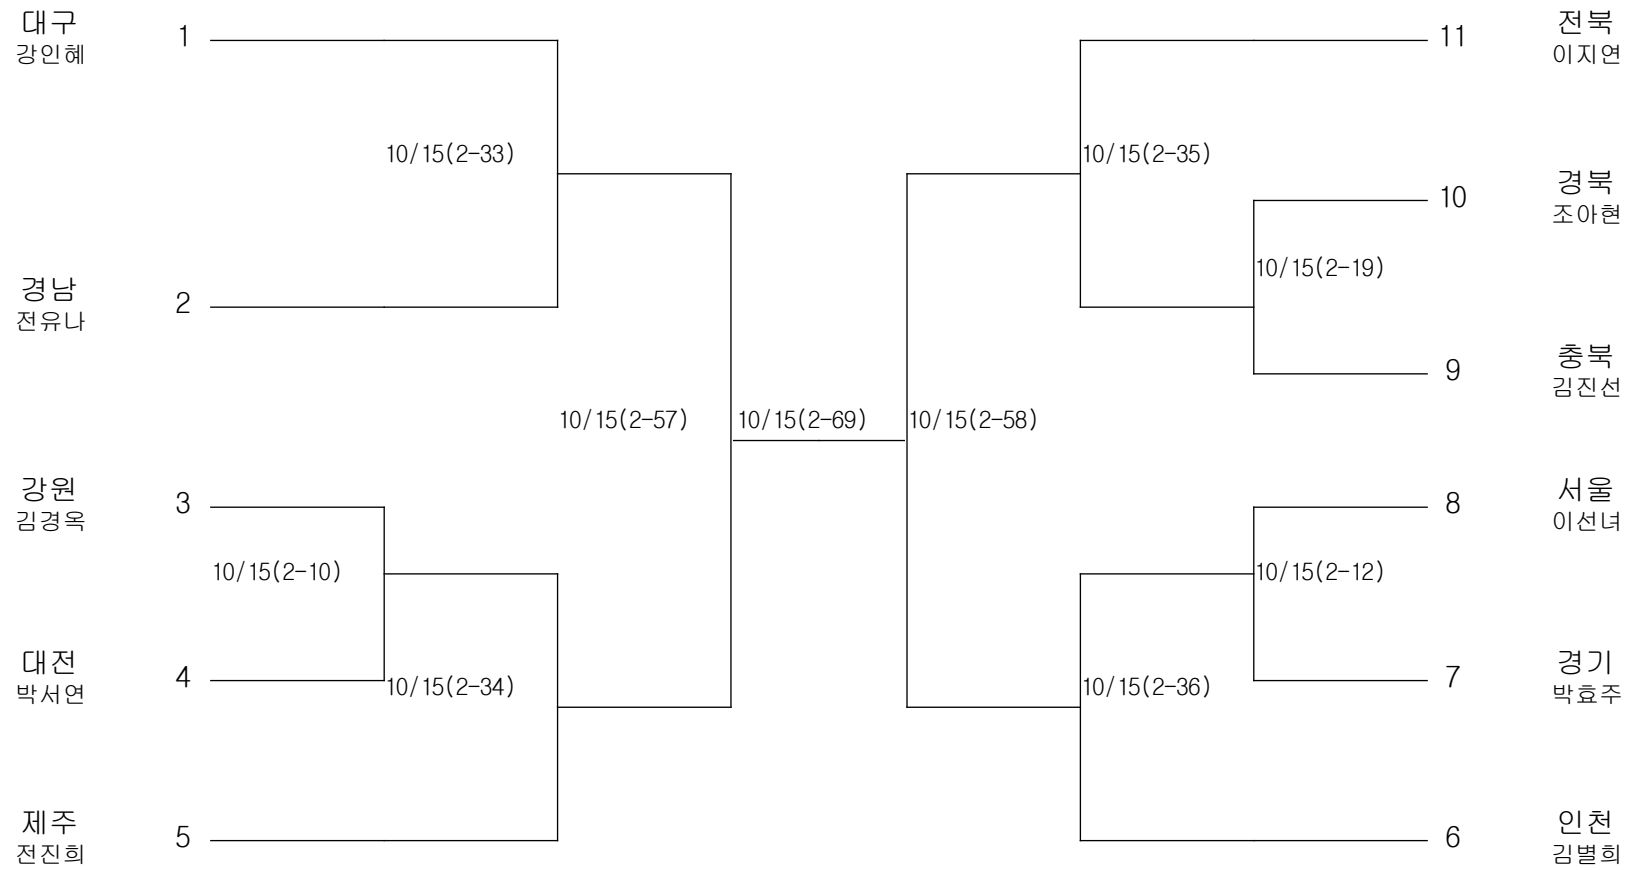 대구
강인혜
1
10/15(2-33)
경남
전유나
2
10/15(2-57)
강원
김경옥
3
10/15(2-10)
대전
박서연
4
10/15(2-34)
제주
전진희
5
10/15(2-69)
11
전북
이지연
10/15(2-35)
10
경북
조아현
10/15(2-19)
9
충북
김진선
10/15(2-58)
8
서울
이선녀
10/15(2-12)
7
경기
박효주
10/15(2-36)
6
인천
김별희